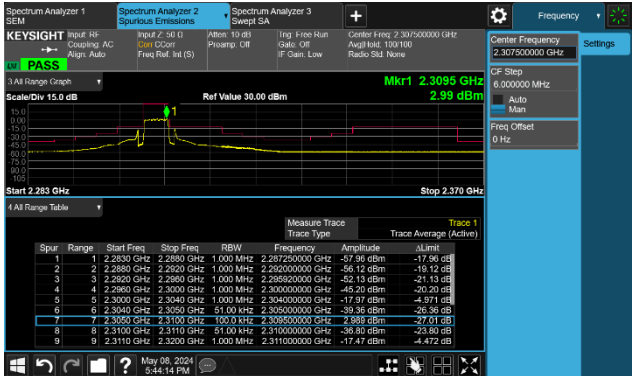 Spectrum Analyzer 1
Spurious Emissions
Spectrum Analyzer 2
Spurious Emissions
Spectrum Analyzer 3
Swept SA
Frequency
KEYSIGHT
Input: RF
Coupling: AC
Align: Auto
Input Z: 50 Ω
Corr CCorr
Freq Ref: Int (S)
Atten: 10 dB
Preamp: Off
Trig: Free Run
Gate: Off
IF Gain: Low
Center Freq: 2.307500000 GHz
Avg|Hold: 100/100
Radio Std: None
PASS
Center Frequency
2.307500000 GHz
Settings
CF Step
6.000000 MHz
Auto
Man
Freq Offset
0 Hz
3 All Range Graph
Mkr1 2.3095 GHz
2.99 dBm
Scale/Div 15.0 dB
Ref Value 30.00 dBm
1
15.0
0.00
-15.0
-30.0
-45.0
-60.0
-75.0
-90.0
-105
Start 2.283 GHz
Stop 2.370 GHz
4 All Range Table
Measure Trace Trace 1
Trace Type Trace Average (Active)
Spur Range Start Freq Stop Freq RBW Frequency Amplitude ΔLimit
1 1 2.2830 GHz 2.2880 GHz 1.000 MHz 2.287250000 GHz -57.96 dBm -17.96 dB
2 2 2.2880 GHz 2.2920 GHz 1.000 MHz 2.292000000 GHz -56.12 dBm -19.12 dB
3 3 2.2920 GHz 2.2960 GHz 1.000 MHz 2.295920000 GHz -52.13 dBm -21.13 dB
4 4 2.2960 GHz 2.3000 GHz 1.000 MHz 2.300000000 GHz -45.20 dBm -20.20 dB
5 5 2.3000 GHz 2.3040 GHz 1.000 MHz 2.304000000 GHz -17.97 dBm -4.971 dB
6 6 2.3040 GHz 2.3050 GHz 51.00 kHz 2.305000000 GHz -39.36 dBm -26.36 dB
7 7 2.3050 GHz 2.3100 GHz 100.0 kHz 2.309500000 GHz 2.989 dBm -27.01 dB
8 8 2.3100 GHz 2.3110 GHz 51.00 kHz 2.310000000 GHz -36.80 dBm -23.80 dB
9 9 2.3110 GHz 2.3200 GHz 1.000 MHz 2.311000000 GHz -17.47 dBm -4.472 dB
May 08, 2024
5:44:14 PM